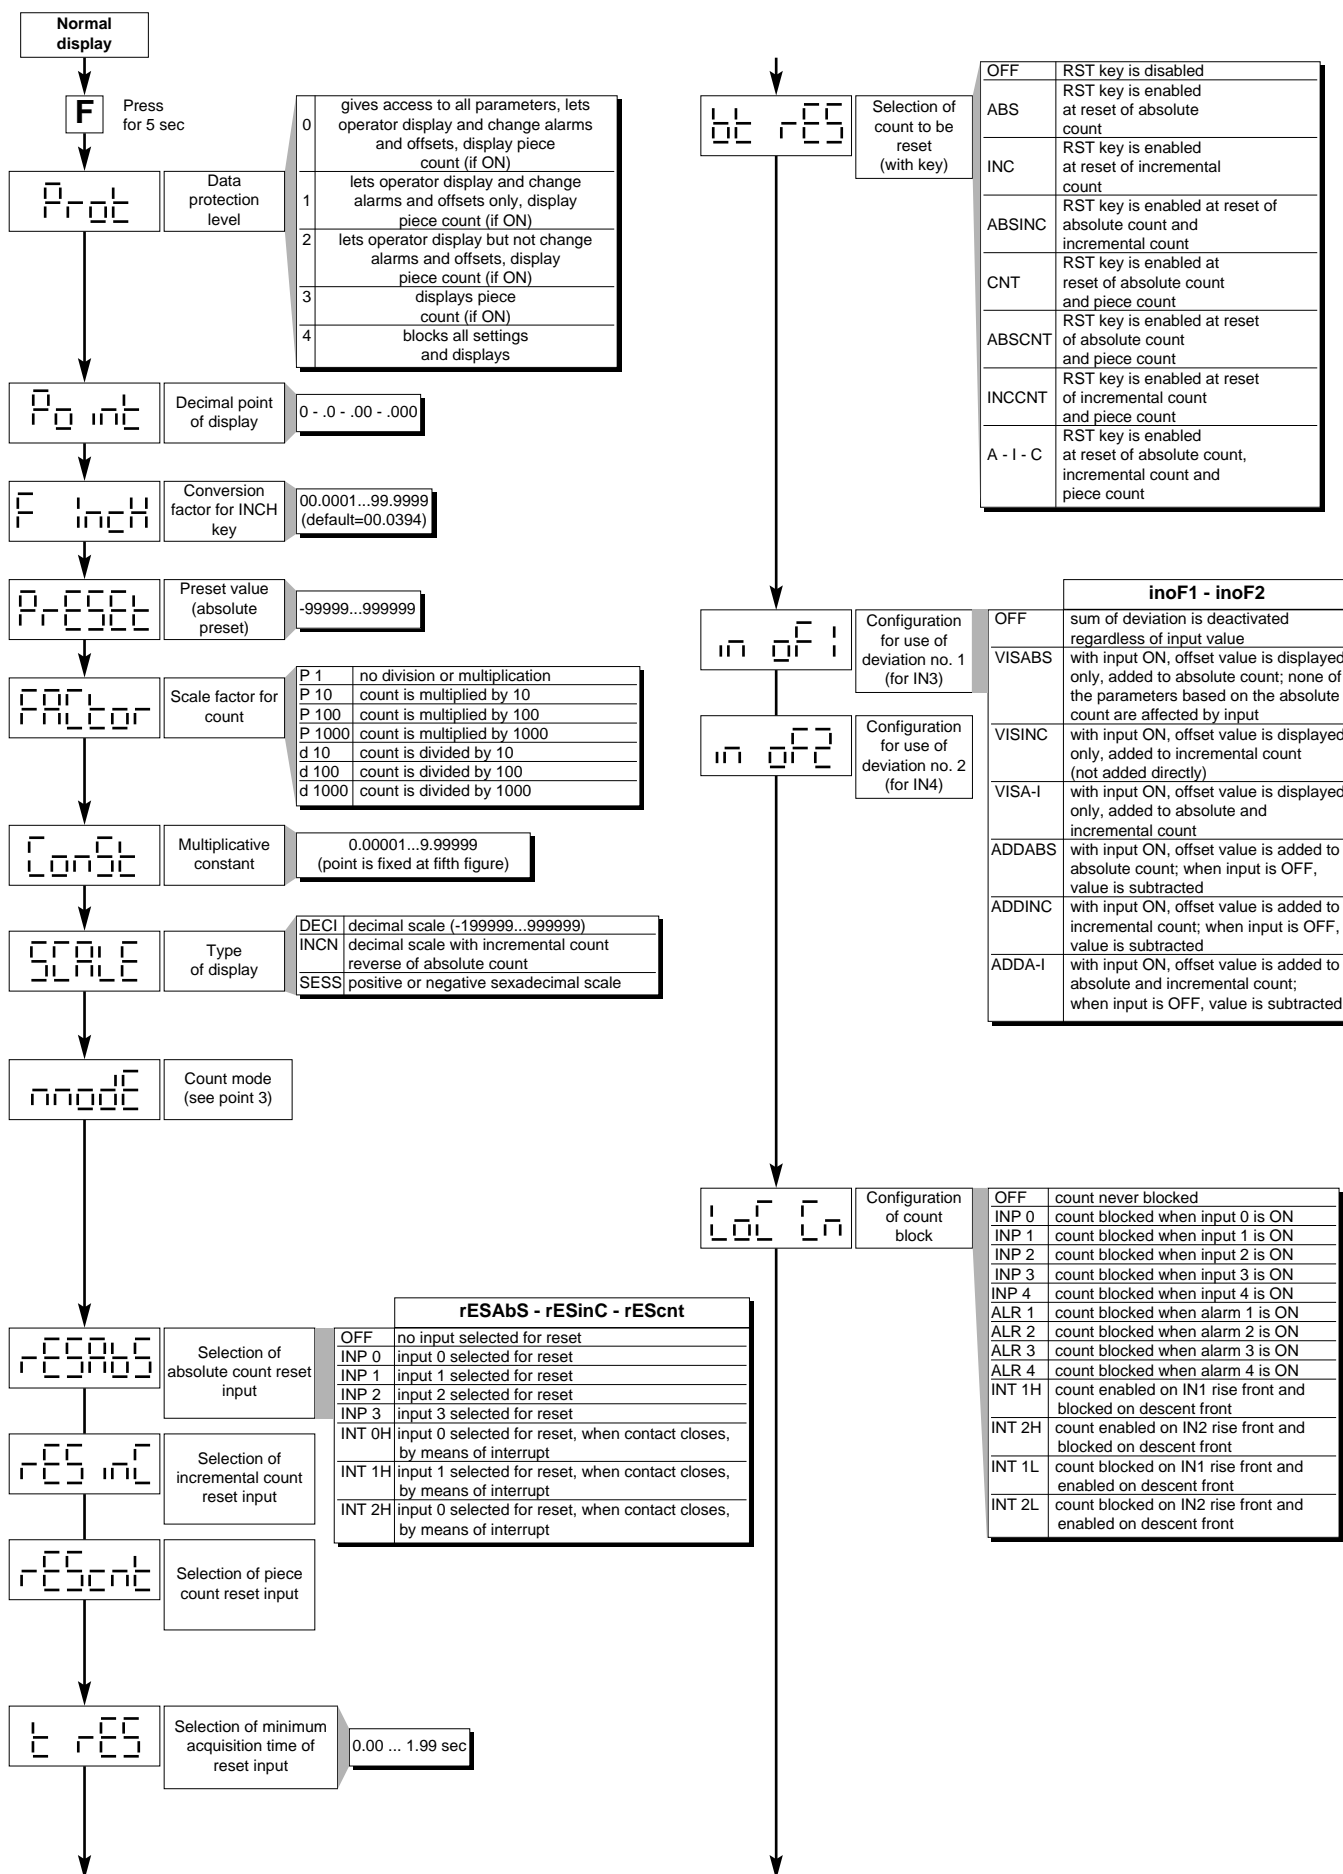 Normal
display
F
Press
for 5 sec
Prot
Data
protection
level
0 gives access to all parameters, lets
operator display and change alarms
and offsets, display piece
count (if ON)
1 lets operator display and change
alarms and offsets only, display
piece count (if ON)
2 lets operator display but not change
alarms and offsets, display
piece count (if ON)
3 displays piece
count (if ON)
4 blocks all settings
and displays
Po int
Decimal point
of display
0 - .0 - .00 - .000
F IncH
Conversion
factor for INCH
key
00.0001...99.9999
(default=00.0394)
PrESEt
Preset value
(absolute
preset)
-99999...999999
FACtor
Scale factor for
count
P 1 no division or multiplication
P 10 count is multiplied by 10
P 100 count is multiplied by 100
P 1000 count is multiplied by 1000
d 10 count is divided by 10
d 100 count is divided by 100
d 1000 count is divided by 1000
ConSt
Multiplicative
constant
0.00001...9.99999
(point is fixed at fifth figure)
SCALE
Type
of display
DECI decimal scale (-199999...999999)
INCN decimal scale with incremental count
reverse of absolute count
SESS positive or negative sexadecimal scale
nnodE
Count mode
(see point 3)
rESAbS - rESinC - rEScnt
rESAbS
Selection of
absolute count reset
input
OFF no input selected for reset
INP 0 input 0 selected for reset
INP 1 input 1 selected for reset
INP 2 input 2 selected for reset
INP 3 input 3 selected for reset
INT 0H input 0 selected for reset, when contact closes,
by means of interrupt
INT 1H input 1 selected for reset, when contact closes,
by means of interrupt
INT 2H input 0 selected for reset, when contact closes,
by means of interrupt
rES inC
Selection of
incremental count
reset input
rEScnt
Selection of piece
count reset input
t rES
Selection of minimum
acquisition time of
reset input
0.00 ... 1.99 sec
bt rES
Selection of
count to be
reset
(with key)
OFF RST key is disabled
ABS RST key is enabled
at reset of absolute
count
INC RST key is enabled
at reset of incremental
count
ABSINC RST key is enabled at reset of
absolute count and
incremental count
CNT RST key is enabled at
reset of absolute count
and piece count
ABSCNT RST key is enabled at reset
of absolute count
and piece count
INCCNT RST key is enabled at reset
of incremental count
and piece count
A - I - C RST key is enabled
at reset of absolute count,
incremental count and
piece count
inoF1 - inoF2
in oF1
Configuration
for use of
deviation no. 1
(for IN3)
in oF2
Configuration
for use of
deviation no. 2
(for IN4)
OFF sum of deviation is deactivated
regardless of input value
VISABS with input ON, offset value is displayed
only, added to absolute count; none of
the parameters based on the absolute
count are affected by input
VISINC with input ON, offset value is displayed
only, added to incremental count
(not added directly)
VISA-I with input ON, offset value is displayed
only, added to absolute and
incremental count
ADDABS with input ON, offset value is added to
absolute count; when input is OFF,
value is subtracted
ADDINC with input ON, offset value is added to
incremental count; when input is OFF,
value is subtracted
ADDA-I with input ON, offset value is added to
absolute and incremental count;
when input is OFF, value is subtracted
LoC Cn
Configuration
of count
block
OFF count never blocked
INP 0 count blocked when input 0 is ON
INP 1 count blocked when input 1 is ON
INP 2 count blocked when input 2 is ON
INP 3 count blocked when input 3 is ON
INP 4 count blocked when input 4 is ON
ALR 1 count blocked when alarm 1 is ON
ALR 2 count blocked when alarm 2 is ON
ALR 3 count blocked when alarm 3 is ON
ALR 4 count blocked when alarm 4 is ON
INT 1H count enabled on IN1 rise front and
blocked on descent front
INT 2H count enabled on IN2 rise front and
blocked on descent front
INT 1L count blocked on IN1 rise front and
enabled on descent front
INT 2L count blocked on IN2 rise front and
enabled on descent front